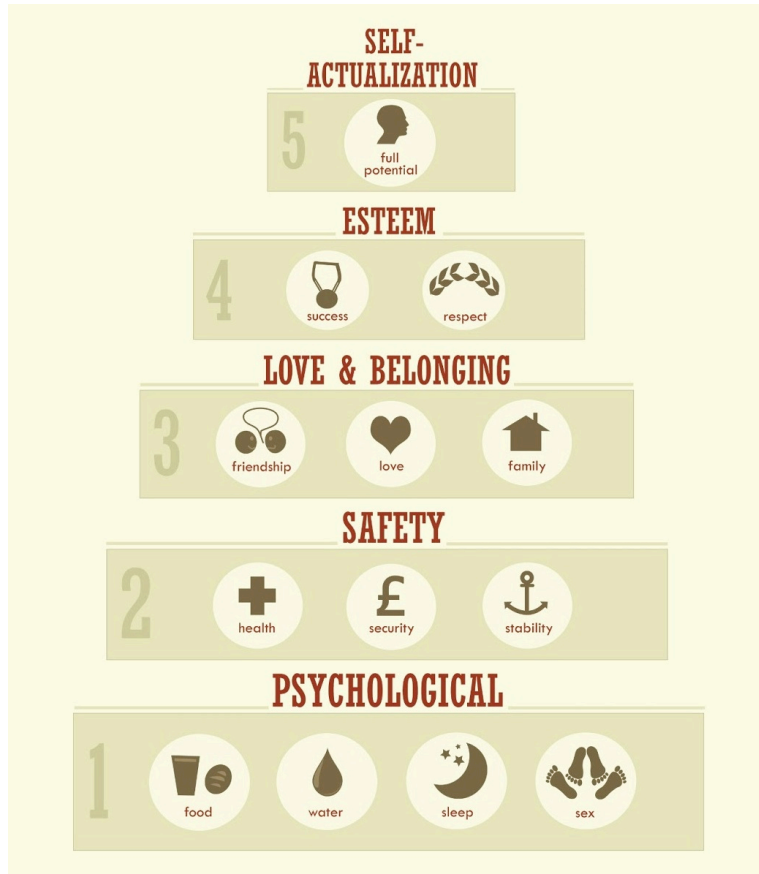 SELF-
ACTUALIZATION
5
full
potential
ESTEEM
4
success
respect
LOVE & BELONGING
3
friendship
love
family
SAFETY
2
£
health
security
stability
PSYCHOLOGICAL
1
food
water
sleep
sex